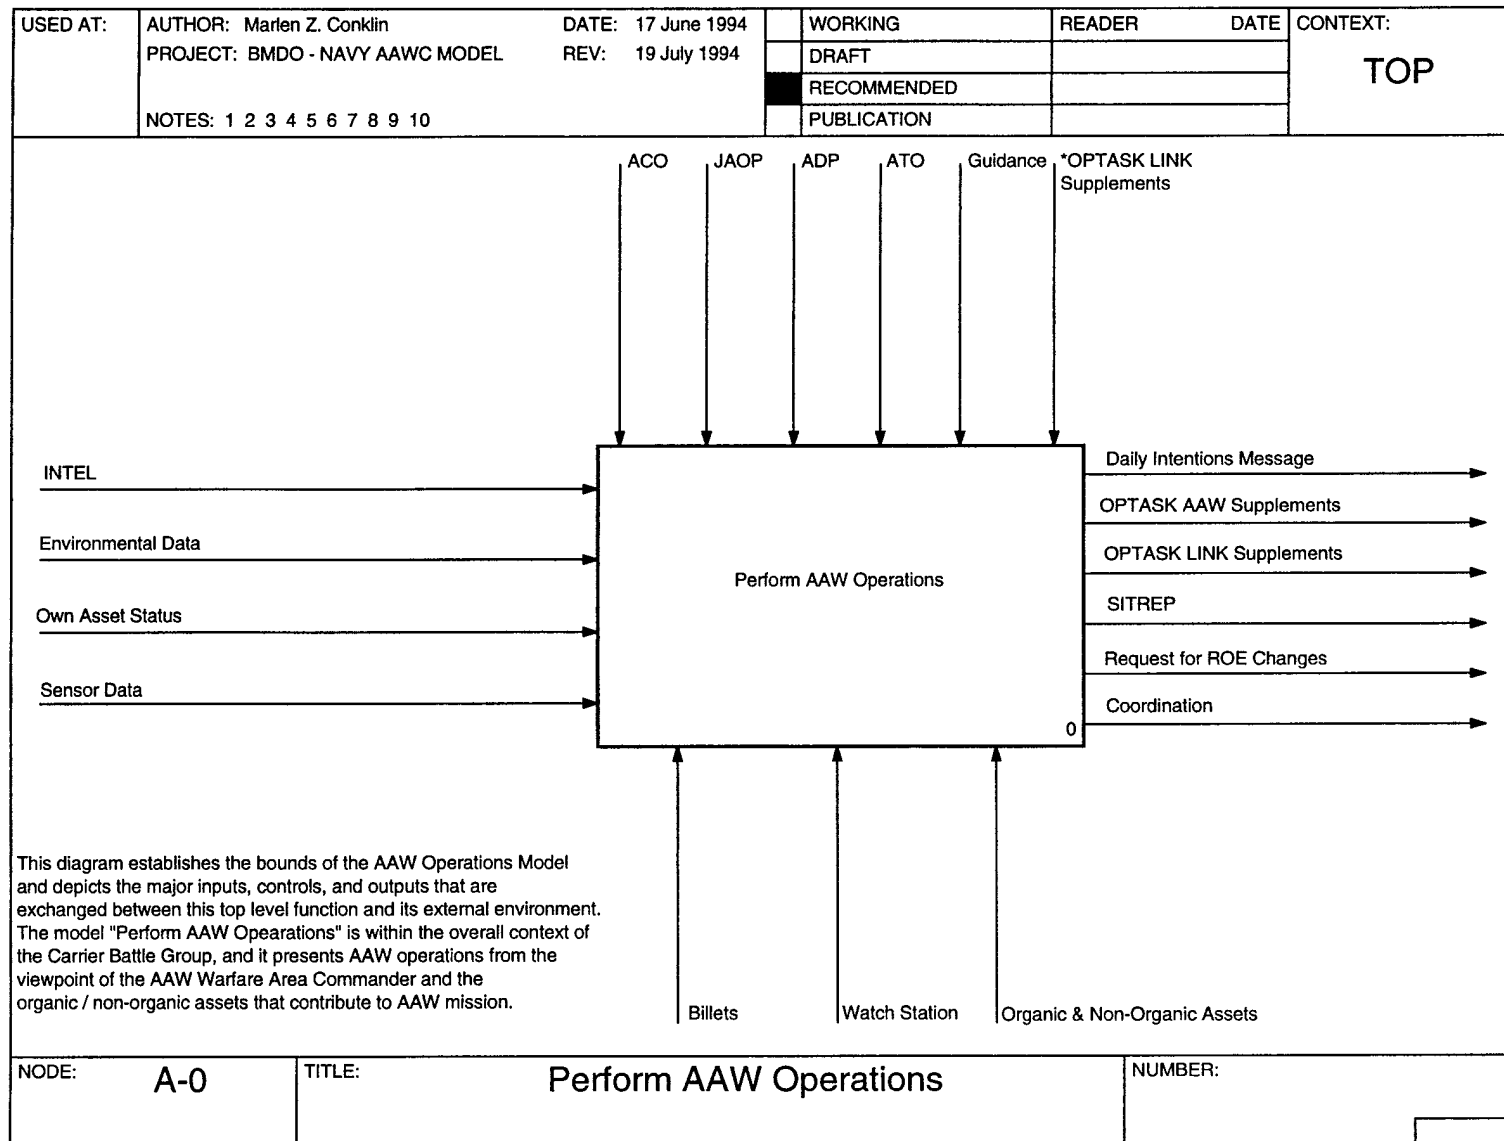 USED AT:
AUTHOR: Marlen Z. Conklin
DATE: 17 June 1994
PROJECT: BMDO - NAVY AAWC MODEL
REV: 19 July 1994
NOTES: 1 2 3 4 5 6 7 8 9 10
WORKING
DRAFT
RECOMMENDED
PUBLICATION
READER DATE
CONTEXT:
TOP
ACO
JAOP
ADP
ATO
Guidance
*OPTASK LINK
Supplements
INTEL
Environmental Data
Own Asset Status
Sensor Data
Perform AAW Operations
0
Daily Intentions Message
OPTASK AAW Supplements
OPTASK LINK Supplements
SITREP
Request for ROE Changes
Coordination
This diagram establishes the bounds of the AAW Operations Model
and depicts the major inputs, controls, and outputs that are
exchanged between this top level function and its external environment.
The model "Perform AAW Opearations" is within the overall context of
the Carrier Battle Group, and it presents AAW operations from the
viewpoint of the AAW Warfare Area Commander and the
organic / non-organic assets that contribute to AAW mission.
Billets
Watch Station
Organic & Non-Organic Assets
NODE:
A-0
TITLE:
Perform AAW Operations
NUMBER: